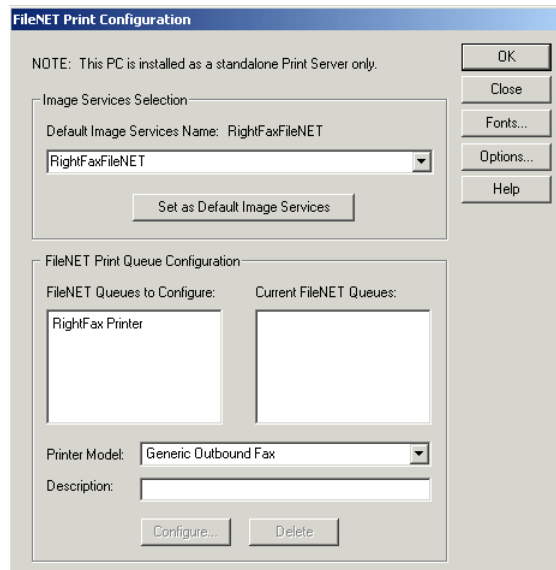 FileNET Print Configuration
NOTE: This PC is installed as a standalone Print Server only.
OK
Close
Fonts...
Options...
Help
Image Services Selection
Default Image Services Name: RightFaxFileNET
RightFaxFileNET
Set as Default Image Services
FileNET Print Queue Configuration
FileNET Queues to Configure: Current FileNET Queues:
RightFax Printer
Printer Model: Generic Outbound Fax
Description:
Configure... Delete